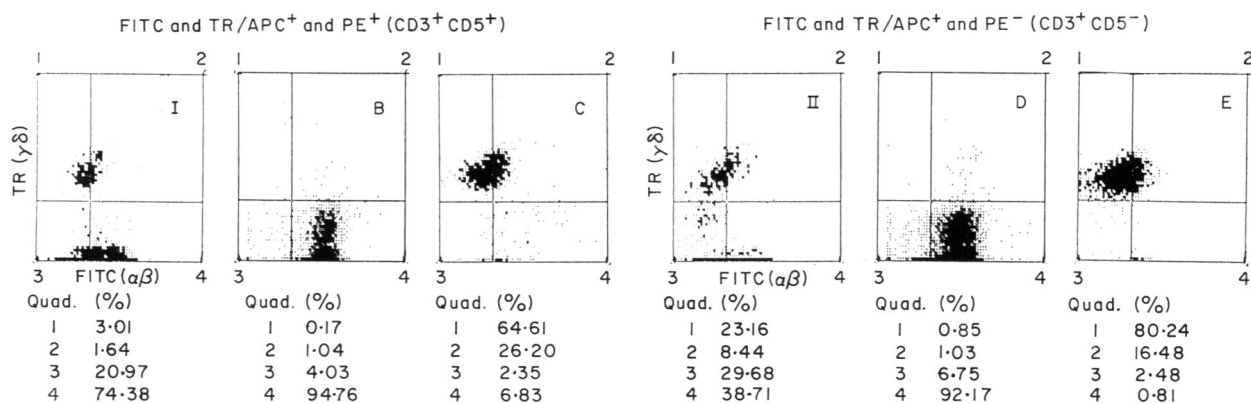 FITC and TR/APC⁺ and PE⁺ (CD3⁺ CD5⁺)
FITC and TR/APC⁺ and PE⁻ (CD3⁺ CD5⁻)
1 2 1 2 1 2
1 2 1 2 1 2
I B C
II D E
TR (γδ)
TR (γδ)
3 FITC(αβ) 4 3 4 3 4
3 FITC(αβ) 4 3 4 3 4
Quad. (%) Quad. (%) Quad. (%)
1 3·01 1 0·17 1 64·61
2 1·64 2 1·04 2 26·20
3 20·97 3 4·03 3 2·35
4 74·38 4 94·76 4 6·83
Quad. (%) Quad. (%) Quad. (%)
1 23·16 1 0·85 1 80·24
2 8·44 2 1·03 2 16·48
3 29·68 3 6·75 3 2·48
4 38·71 4 92·17 4 0·81